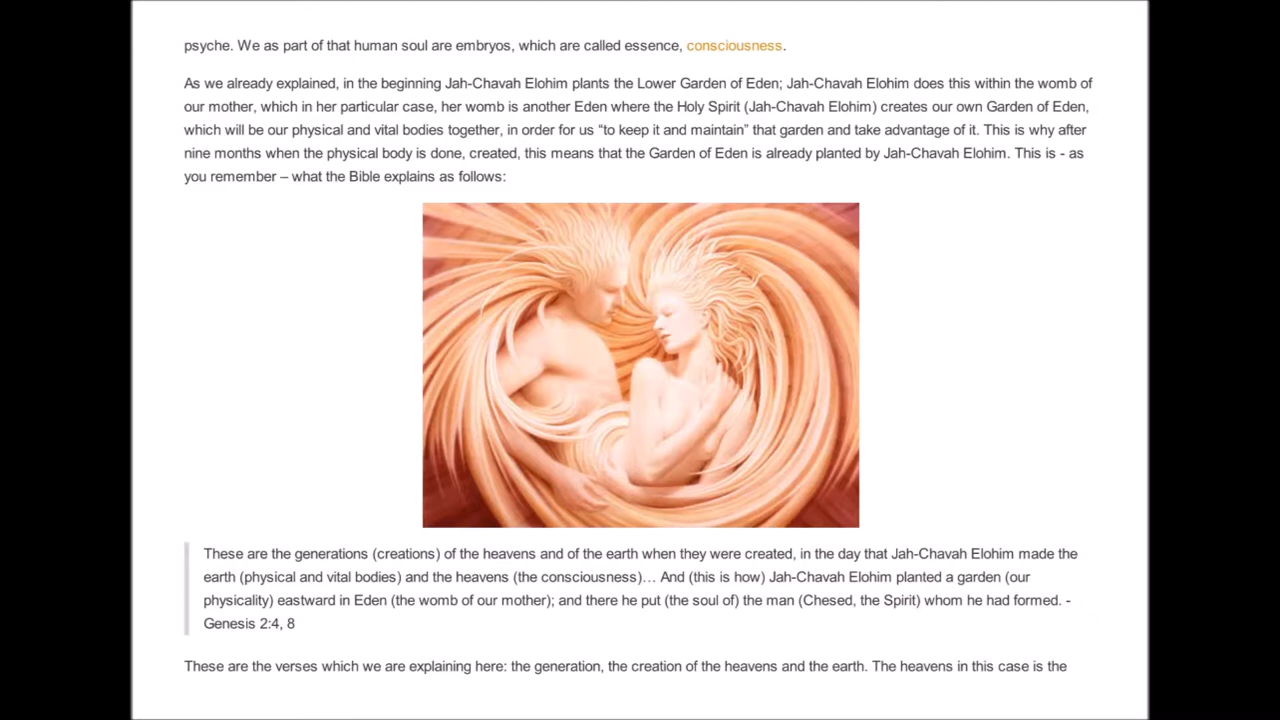 psyche. We as part of that human soul are embryos, which are called essence, consciousness.
As we already explained, in the beginning Jah-Chavah Elohim plants the Lower Garden of Eden; Jah-Chavah Elohim does this within the womb of
our mother, which in her particular case, her womb is another Eden where the Holy Spirit (Jah-Chavah Elohim) creates our own Garden of Eden,
which will be our physical and vital bodies together, in order for us “to keep it and maintain” that garden and take advantage of it. This is why after
nine months when the physical body is done, created, this means that the Garden of Eden is already planted by Jah-Chavah Elohim. This is - as
you remember – what the Bible explains as follows:
These are the generations (creations) of the heavens and of the earth when they were created, in the day that Jah-Chavah Elohim made the
earth (physical and vital bodies) and the heavens (the consciousness)… And (this is how) Jah-Chavah Elohim planted a garden (our
physicality) eastward in Eden (the womb of our mother); and there he put (the soul of) the man (Chesed, the Spirit) whom he had formed. -
Genesis 2:4, 8
These are the verses which we are explaining here: the generation, the creation of the heavens and the earth. The heavens in this case is the